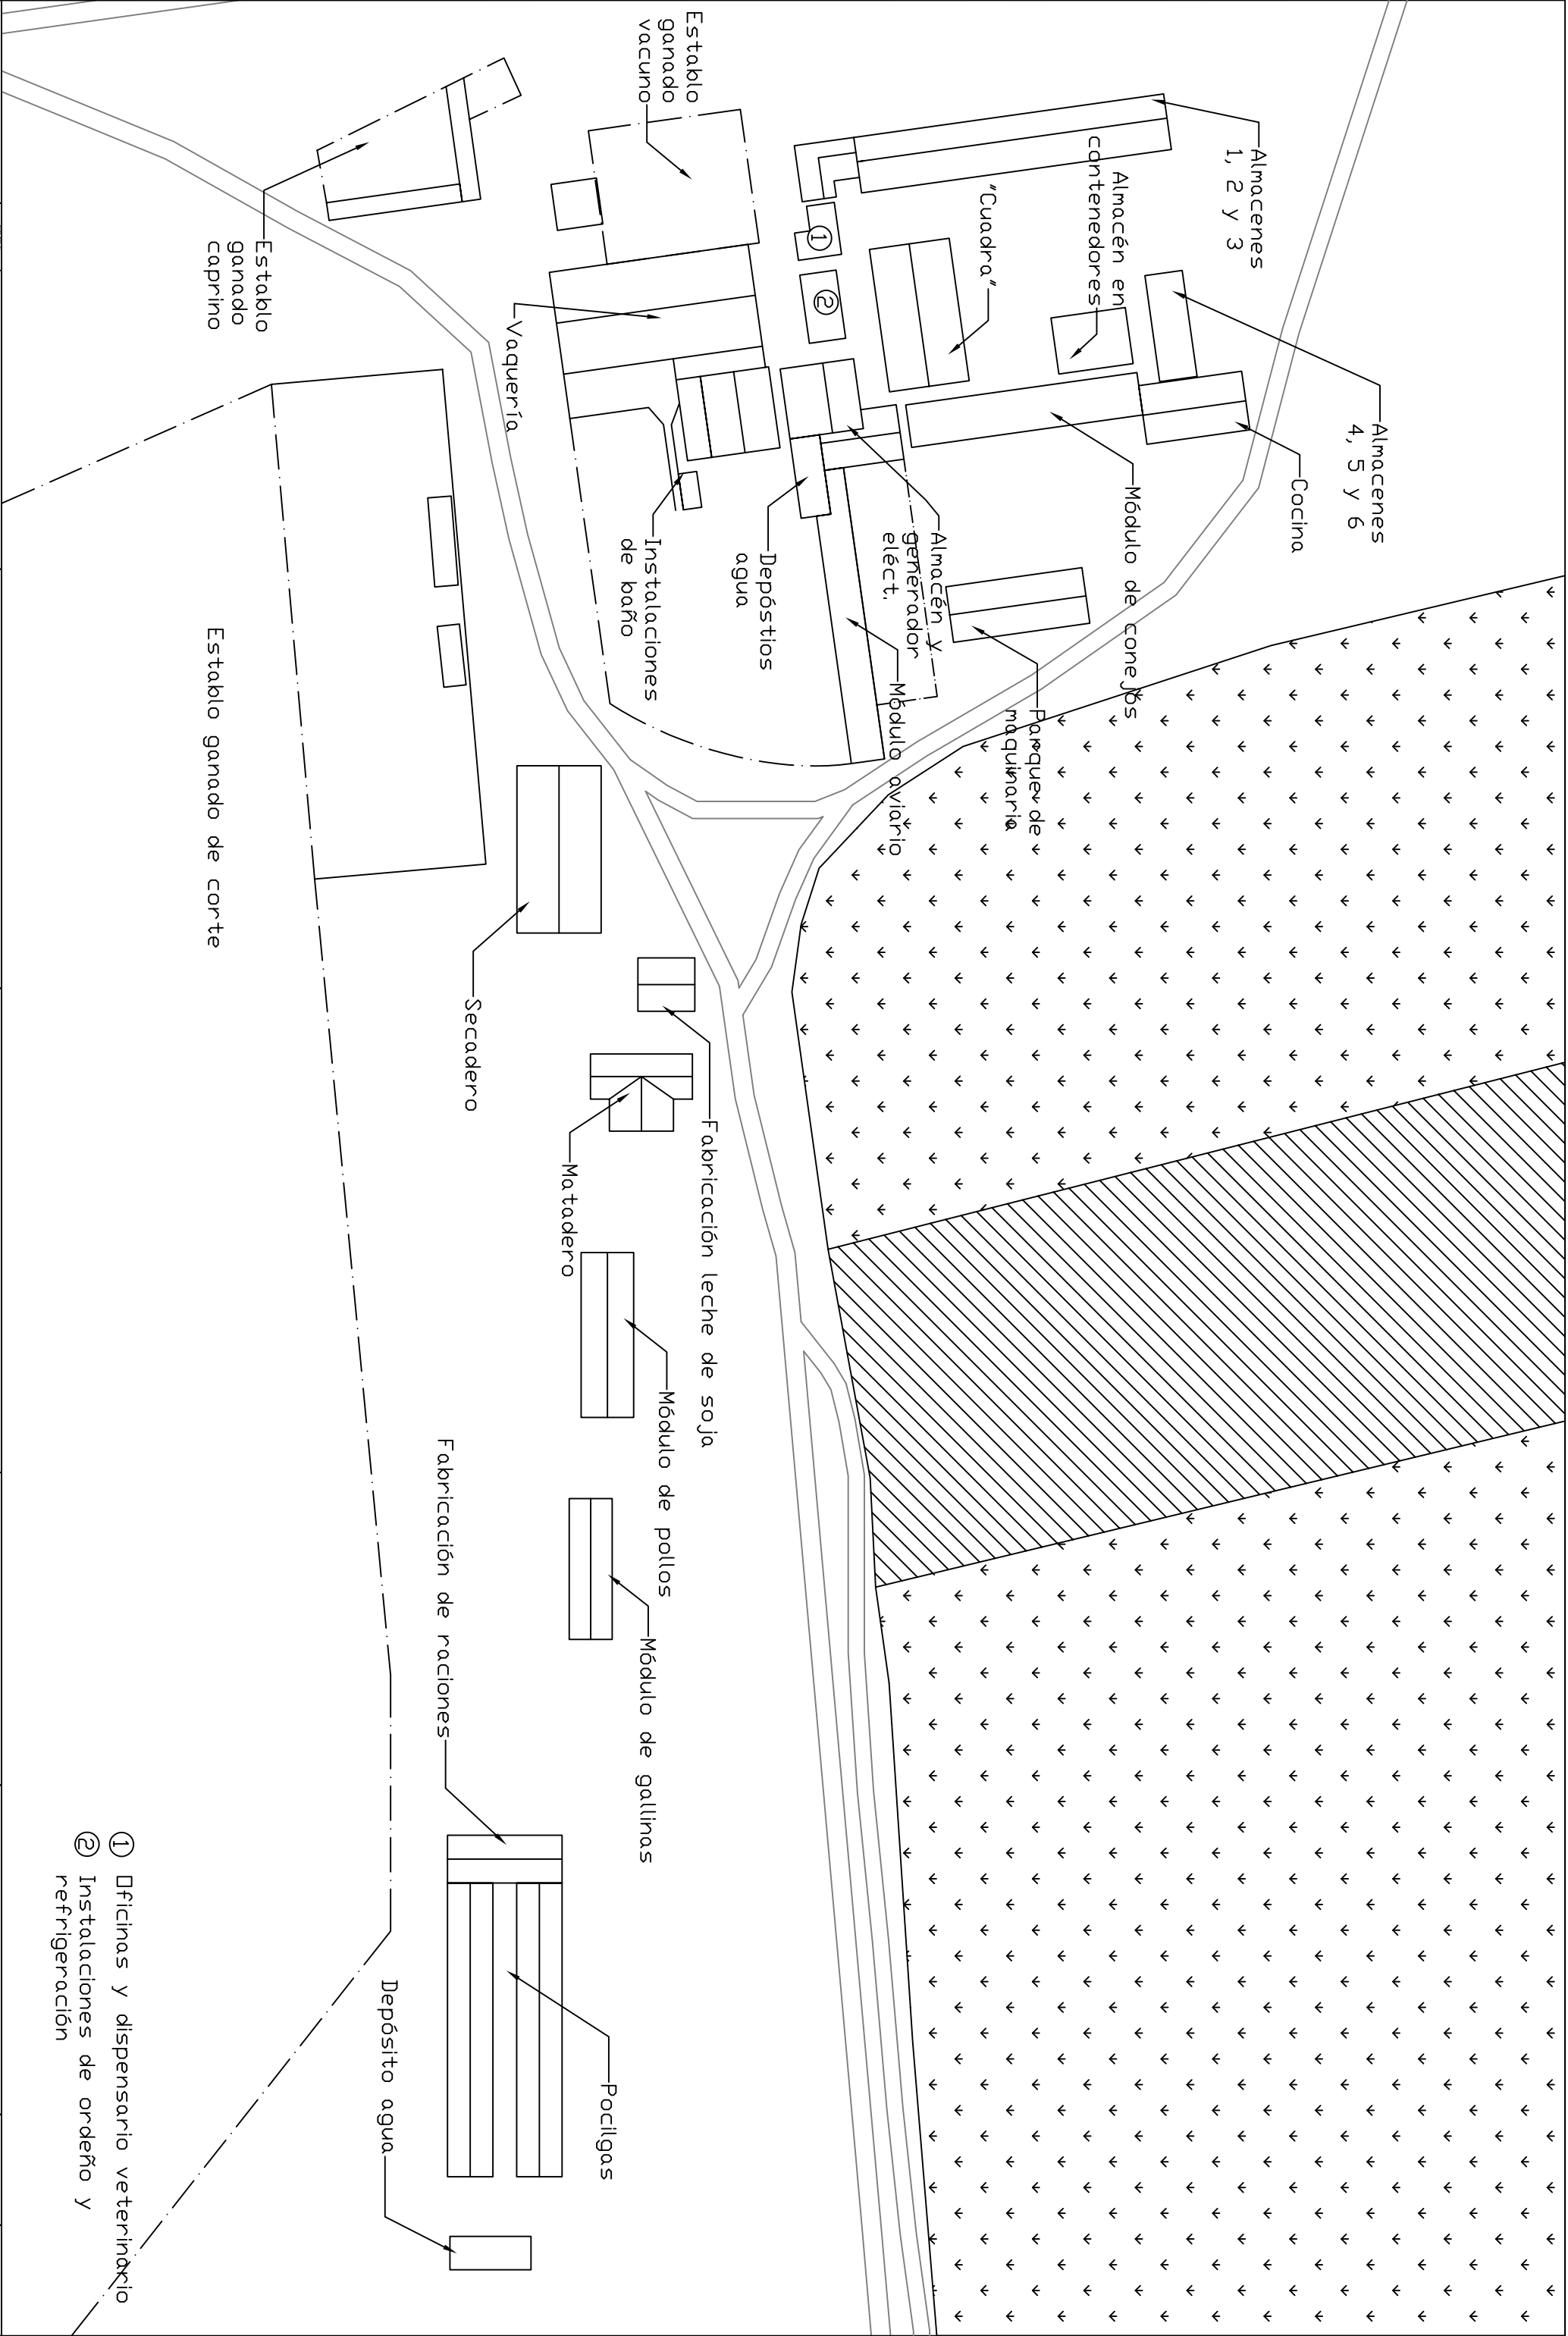 Almacenes
4, 5 y 6
Cocina
Almacenes
1, 2 y 3
Módulo de conejos
Almacén en
contenedores
Parque de
maquinaria
"Cuadra"
Almacén y
generador
eléct.
Módulo aviario
1
2
Depóstios
agua
Fabricación leche de soja
Establo
ganado
vacuno
Instalaciones
de baño
Módulo de pollos
Módulo de gallinas
Pocilgas
Matadero
Vaquería
Secadero
Fabricación de raciones
Depósito agua
Establo
ganado
caprino
Establo ganado de corte
① Oficinas y dispensario veterinario
② Instalaciones de ordeño y
refrigeración